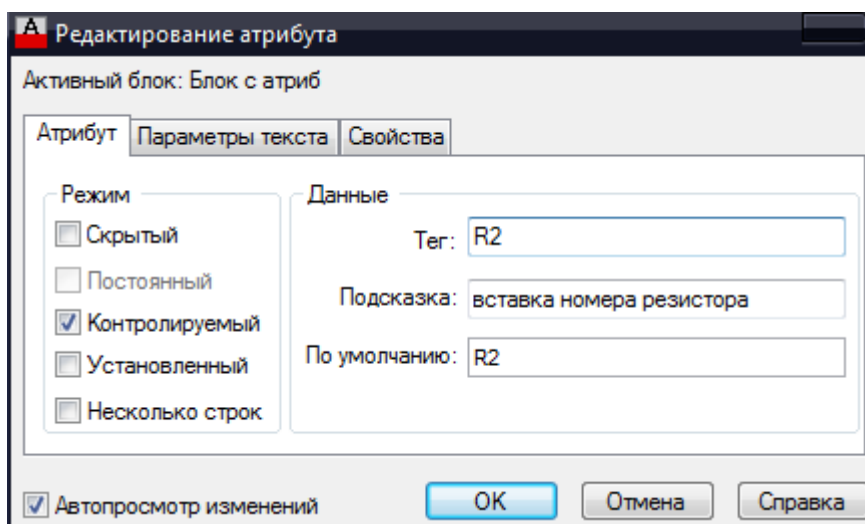 Редактирование атрибута
Активный блок: Блок с атриб
Атрибут Параметры текста Свойства
Режим
Скрытый
Постоянный
Контролируемый
Установленный
Несколько строк
Данные
Тег: R2
Подсказка: вставка номера резистора
По умолчанию: R2
Автопросмотр изменений
OK Отмена Справка